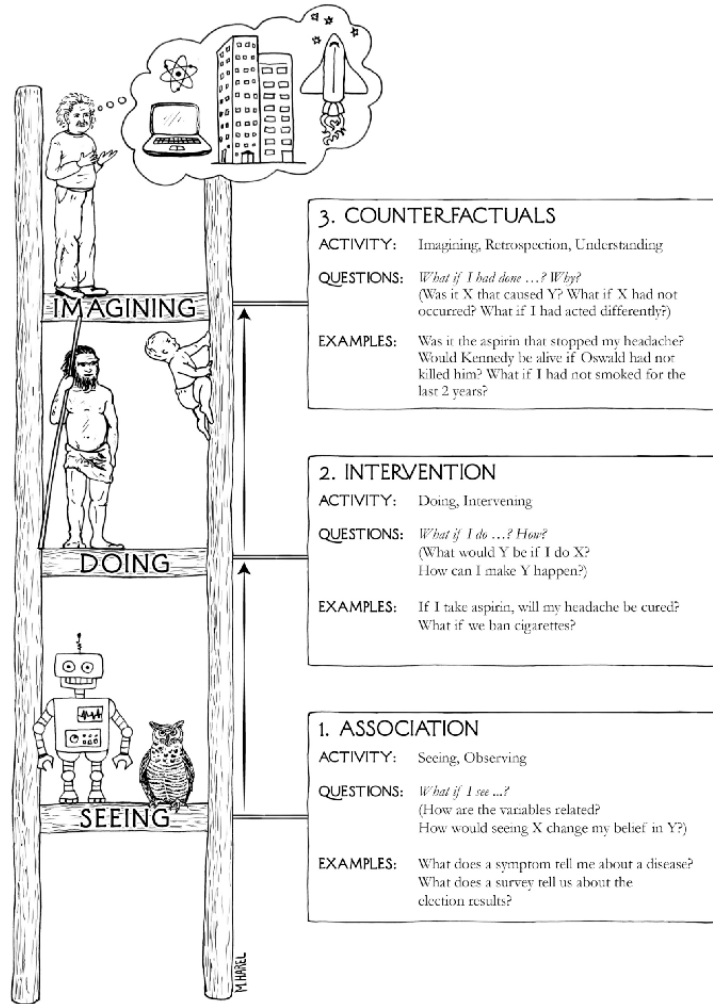 3. COUNTERFACTUALS
ACTIVITY: Imagining, Retrospection, Understanding
QUESTIONS: What if I had done …? Why?
(Was it X that caused Y? What if X had not
occurred? What if I had acted differently?)
EXAMPLES: Was it the aspirin that stopped my headache?
Would Kennedy be alive if Oswald had not
killed him? What if I had not smoked for the
last 2 years?
IMAGINING
2. INTERVENTION
ACTIVITY: Doing, Intervening
QUESTIONS: What if I do …? How?
(What would Y be if I do X?
How can I make Y happen?)
EXAMPLES: If I take aspirin, will my headache be cured?
What if we ban cigarettes?
DOING
1. ASSOCIATION
ACTIVITY: Seeing, Observing
QUESTIONS: What if I see ...?
(How are the variables related?
How would seeing X change my belief in Y?)
EXAMPLES: What does a symptom tell me about a disease?
What does a survey tell us about the
election results?
SEEING
M.HAREL